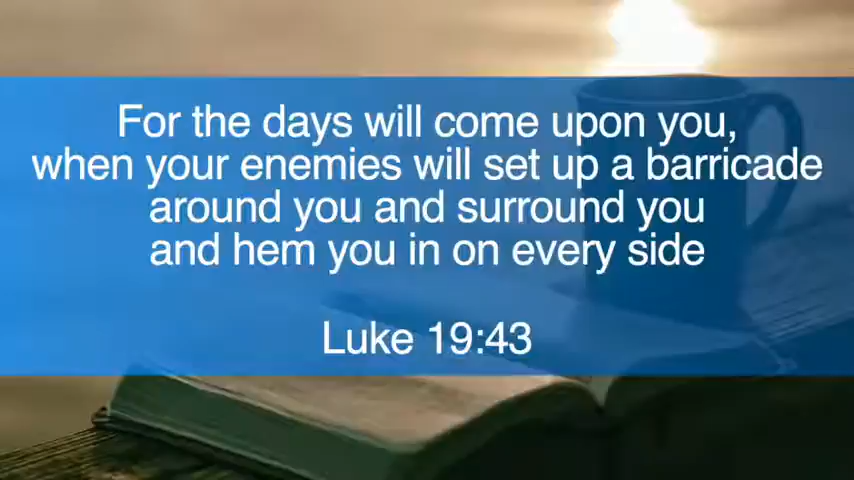 For the days will come upon you,
when your enemies will set up a barricade
around you and surround you
and hem you in on every side
Luke 19:43